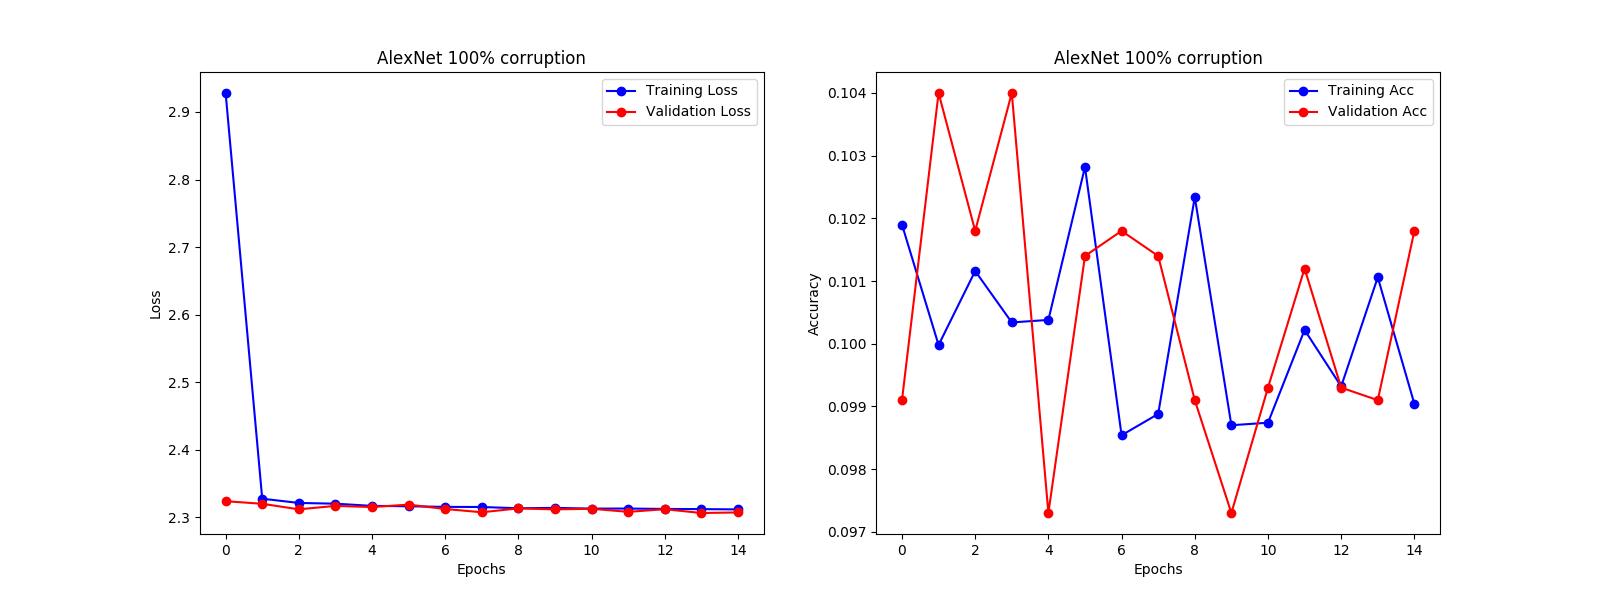 AlexNet 100% corruption
2.9
2.8
2.7
2.6
2.5
2.4
2.3
Loss
0 2 4 6 8 10 12 14
Epochs
Training Loss
Validation Loss
AlexNet 100% corruption
0.104
0.103
0.102
0.101
0.100
0.099
0.098
0.097
Accuracy
0 2 4 6 8 10 12 14
Epochs
Training Acc
Validation Acc